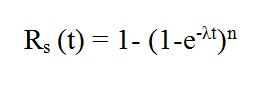 Rₛ (t) = 1- (1-e^-λt)^n